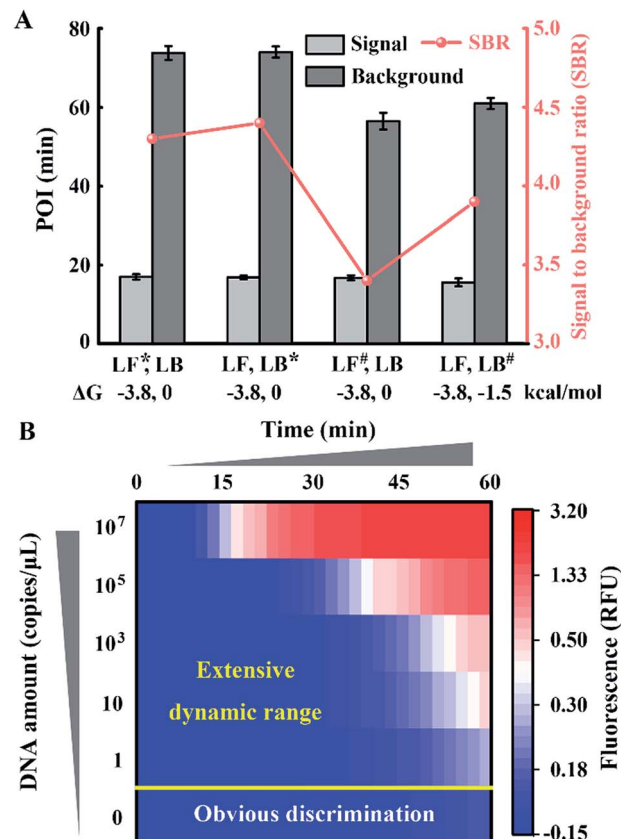 A
Signal
Background
SBR
POI (min)
80
60
40
20
0
5.0
4.5
4.0
3.5
3.0
Signal to background ratio (SBR)
LF*, LB
LF, LB*
LF#, LB
LF, LB#
ΔG -3.8, 0 -3.8, 0 -3.8, 0 -3.8, -1.5 kcal/mol
B
Time (min)
0 15 30 45 60
DNA amount (copies/μL)
10⁷
10⁵
10³
10
1
0
Extensive
dynamic range
Obvious discrimination
3.20
1.33
0.50
0.30
0.18
-0.15
Fluorescence (RFU)